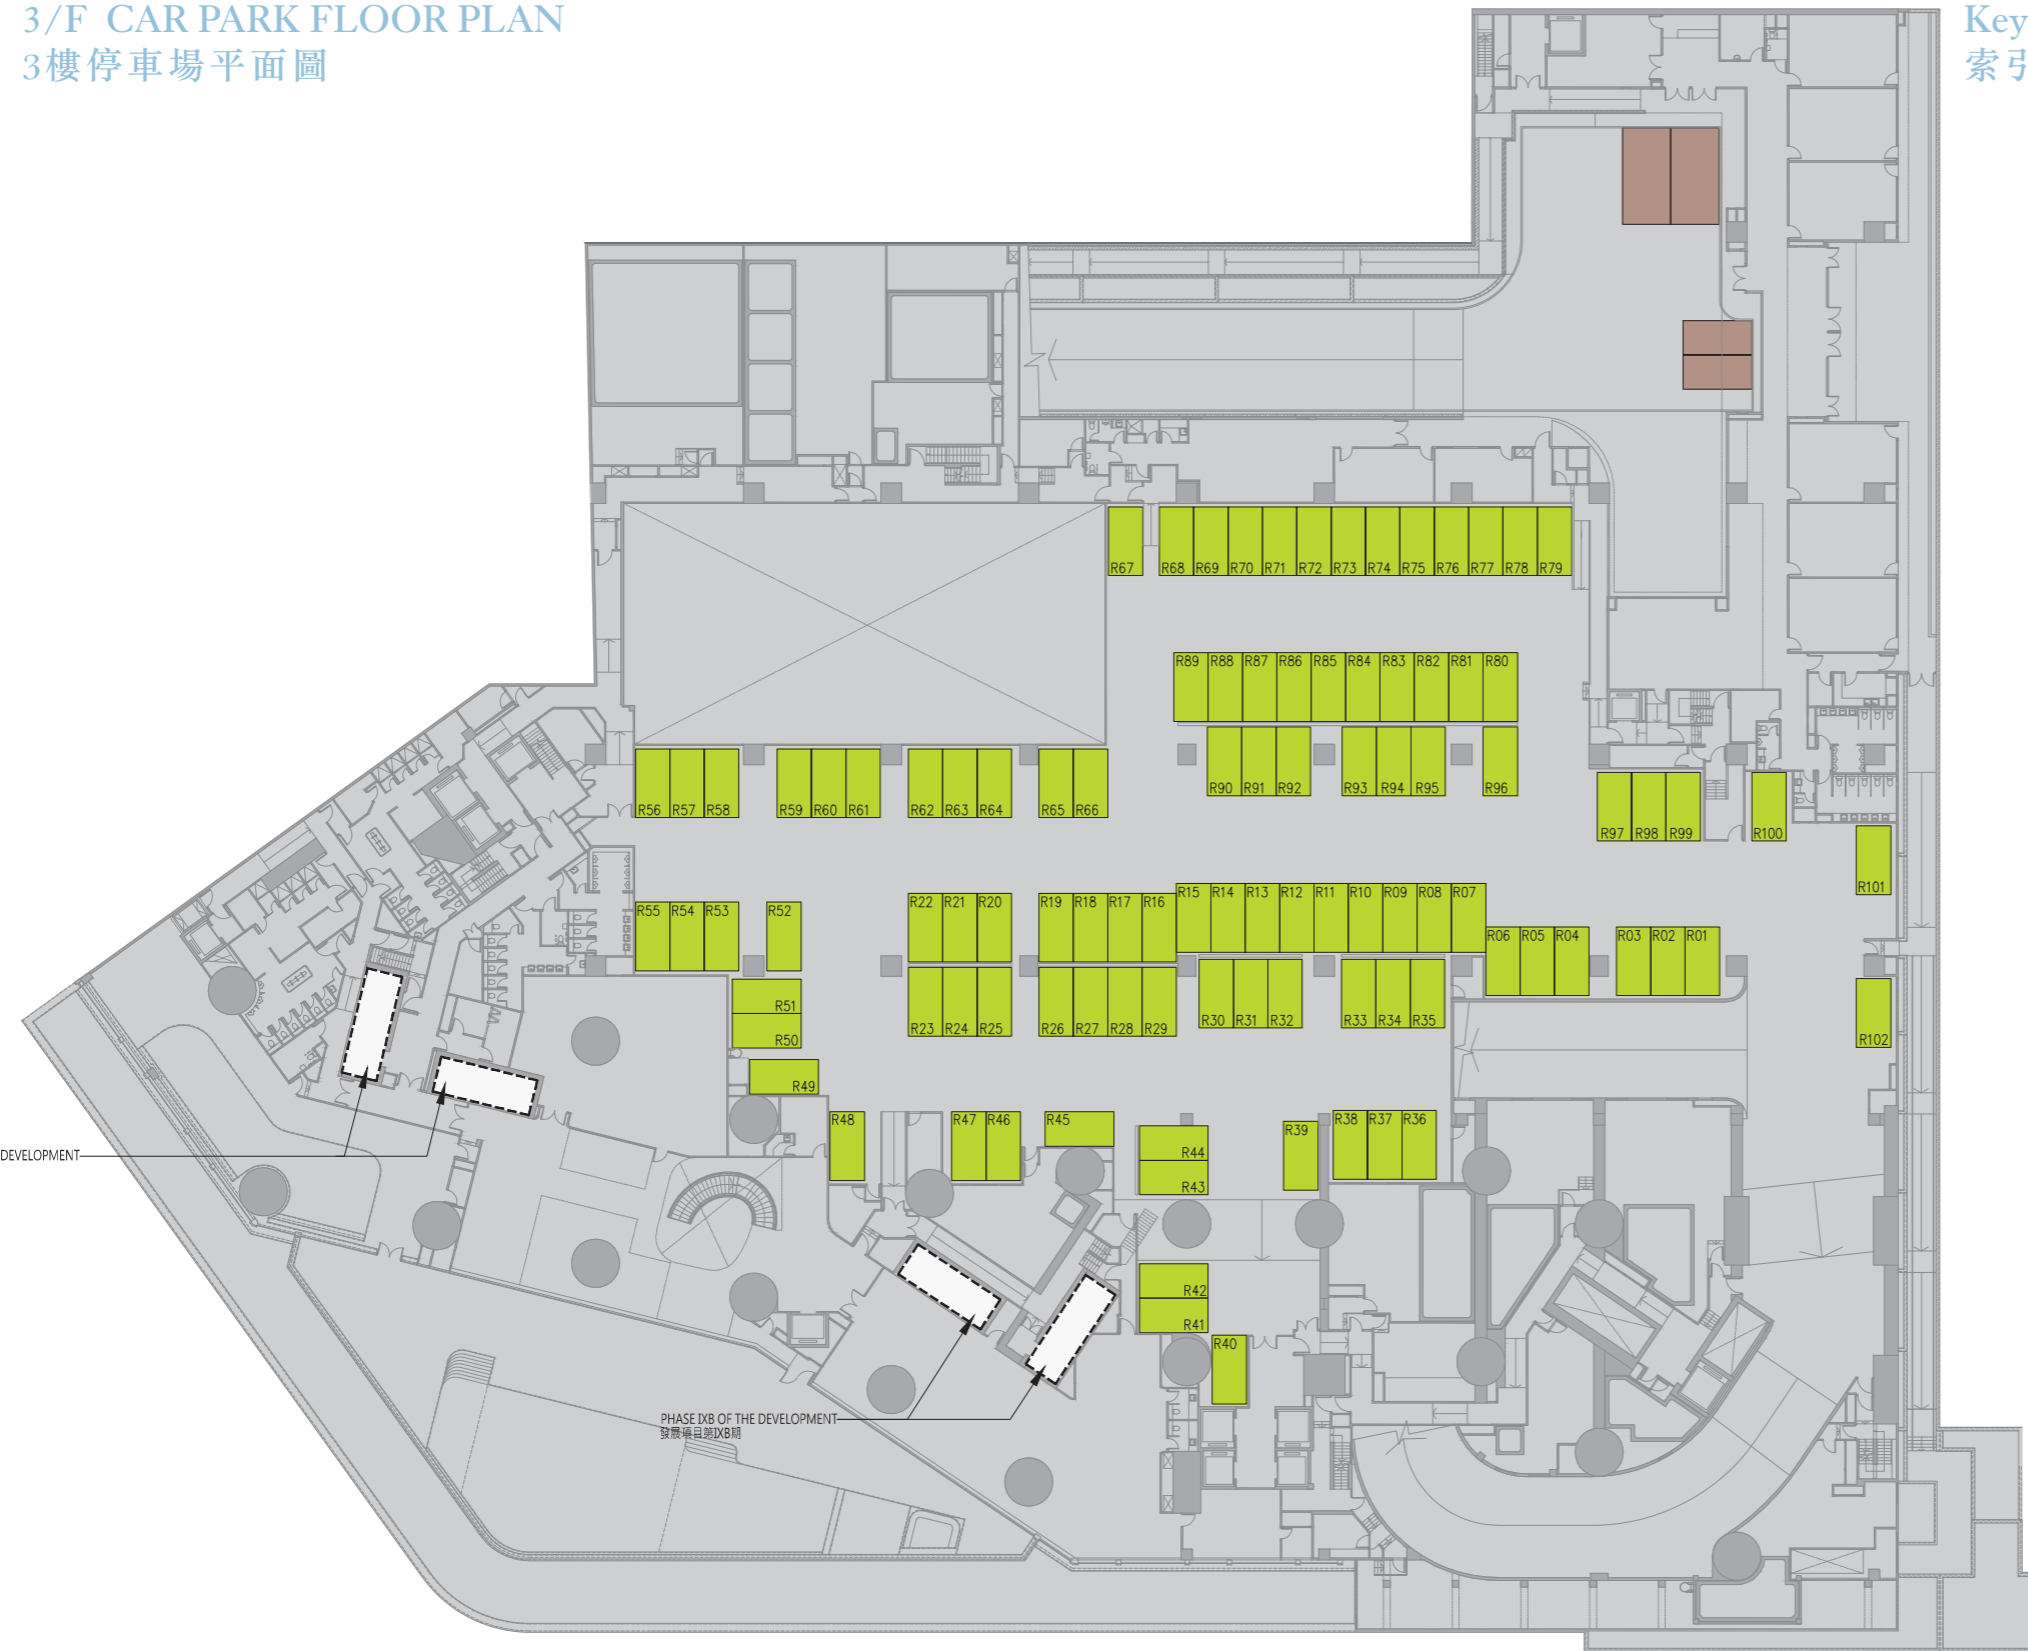 3/F CAR PARK FLOOR PLAN
3樓停車場平面圖
Key
索引
R67 R68 R69 R70 R71 R72 R73 R74 R75 R76 R77 R78 R79
R89 R88 R87 R86 R85 R84 R83 R82 R81 R80
R90 R91 R92 R93 R94 R95 R96
R56 R57 R58 R59 R60 R61 R62 R63 R64 R65 R66
R97 R98 R99 R100
R101
R15 R14 R13 R12 R11 R10 R09 R08 R07
R22 R21 R20 R19 R18 R17 R16
R55 R54 R53 R52
R06 R05 R04 R03 R02 R01
R51
R30 R31 R32 R33 R34 R35
R23 R24 R25 R26 R27 R28 R29
R50
R102
R49
R48 R47 R46 R45 R38 R37 R36
R39
R44
DEVELOPMENT
R43
R42
R41
R40
PHASE IXB OF THE DEVELOPMENT
發展項目第IXB期